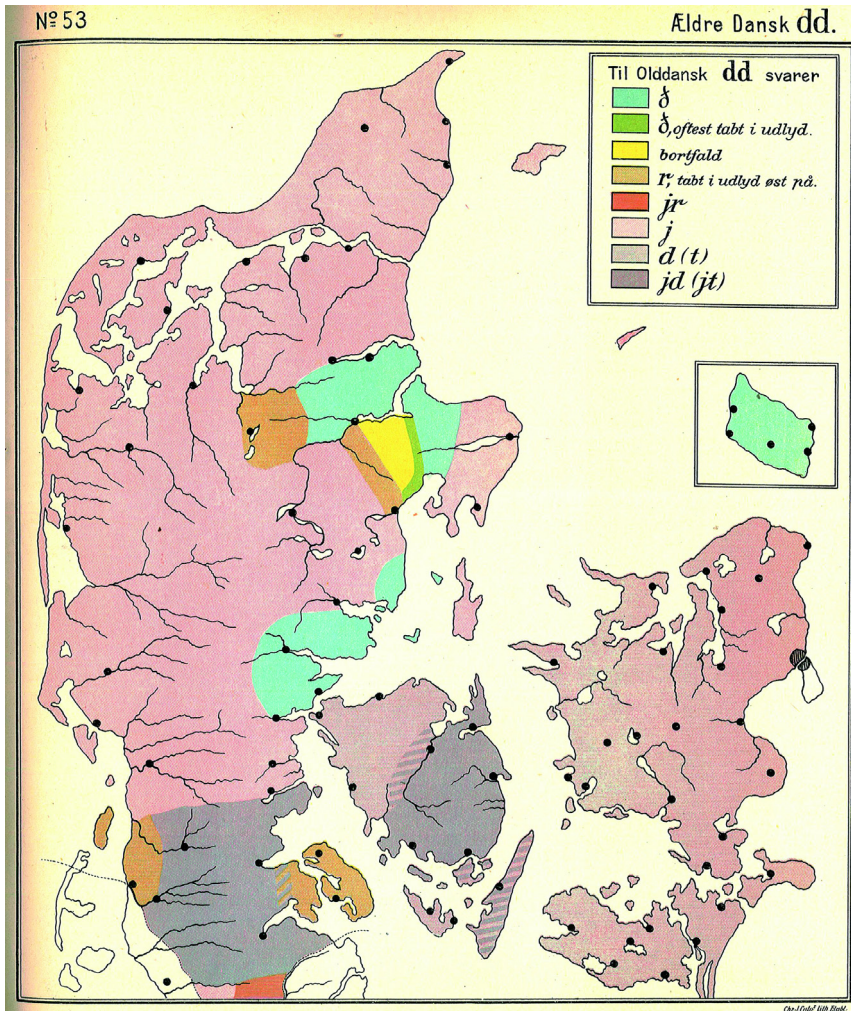 Nº 53
Ældre Dansk dd.
Til Olddansk dd svarer
ð
ð, oftest tabt i udlyd.
bortfald
r, tabt i udlyd øst på.
jr
j
d (t)
jd (jt)